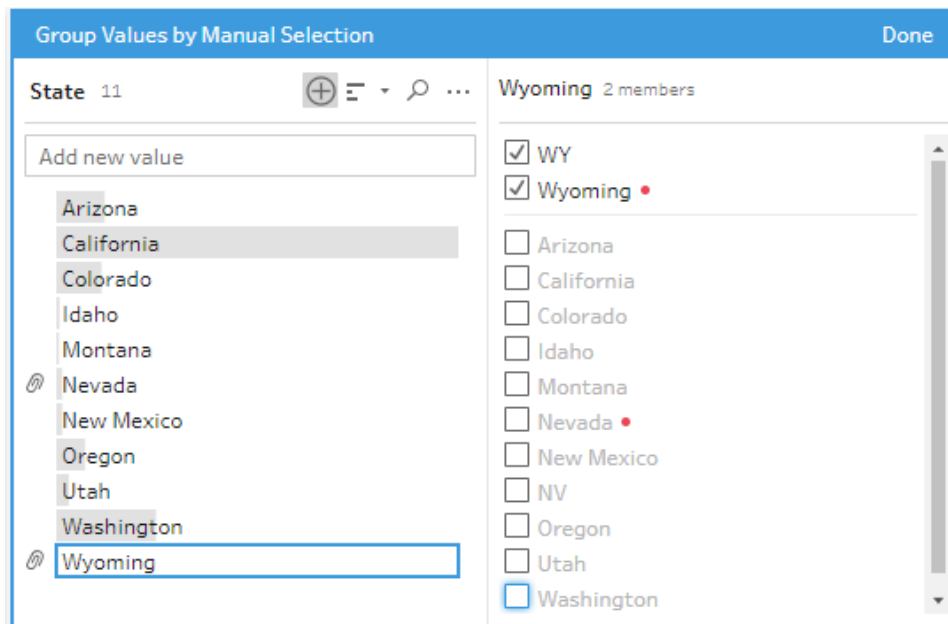 Group Values by Manual Selection Done
State 11
Add new value
Arizona
California
Colorado
Idaho
Montana
Nevada
New Mexico
Oregon
Utah
Washington
Wyoming
Wyoming 2 members
WY
Wyoming
Arizona
California
Colorado
Idaho
Montana
Nevada
New Mexico
NV
Oregon
Utah
Washington